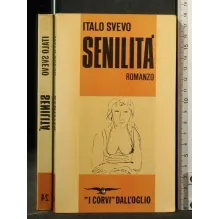 ITALO SVEVO
SENILITÀ
ROMANZO
"I CORVI" DALL'OGLIO
ITALO SVEVO
SENILITÀ